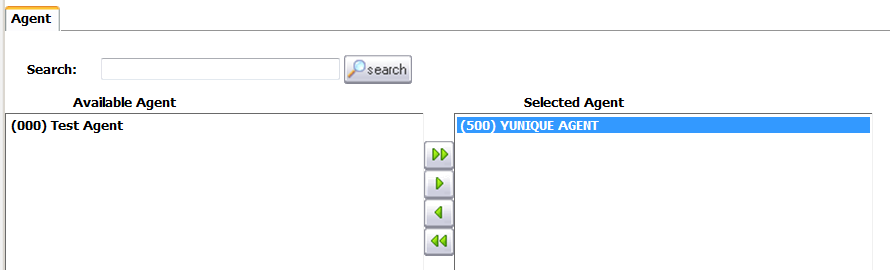 Agent
Search:
search
Available Agent
Selected Agent
(000) Test Agent
(500) YUNIQUE AGENT